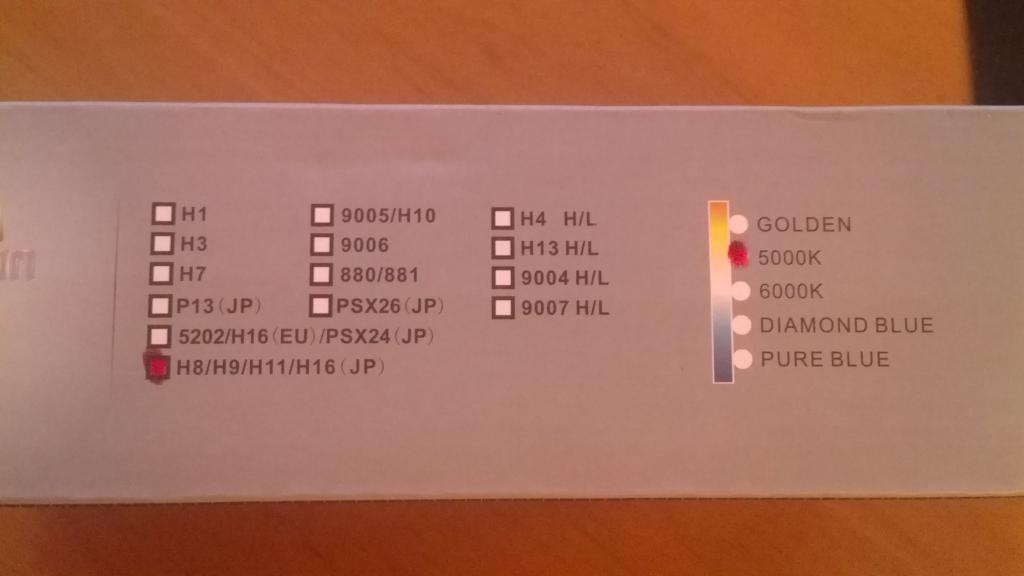 H1
H3
H7
P13(JP)
5202/H16(EU)/PSX24(JP)
H8/H9/H11/H16(JP)
9005/H10
9006
880/881
PSX26(JP)
H4 H/L
H13 H/L
9004 H/L
9007 H/L
GOLDEN
5000K
6000K
DIAMOND BLUE
PURE BLUE